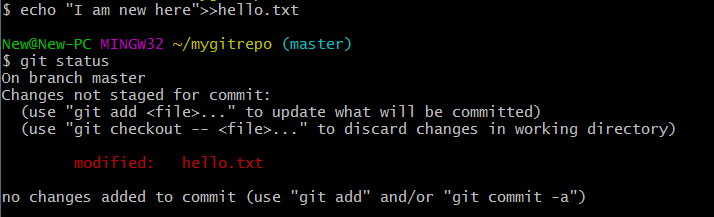 $ echo "I am new here">>hello.txt
New@New-PC MINGW32 ~/mygitrepo (master)
$ git status
On branch master
Changes not staged for commit:
(use "git add <file>..." to update what will be committed)
(use "git checkout -- <file>..." to discard changes in working directory)
modified:   hello.txt
no changes added to commit (use "git add" and/or "git commit -a")